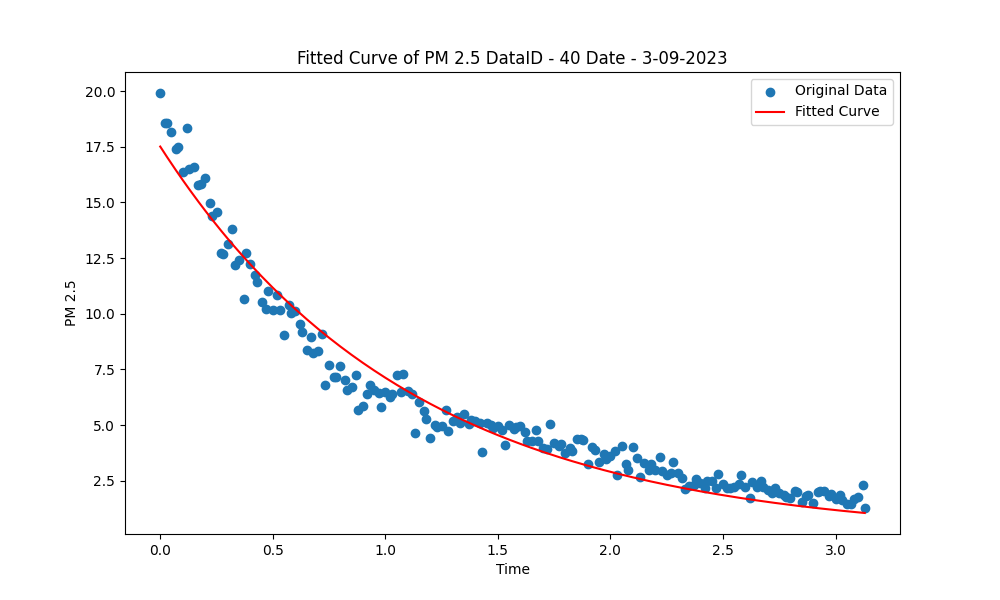 Fitted Curve of PM 2.5 DataID - 40 Date - 3-09-2023
Original Data
Fitted Curve
20.0
17.5
15.0
12.5
10.0
7.5
5.0
2.5
PM 2.5
0.0 0.5 1.0 1.5 2.0 2.5 3.0
Time